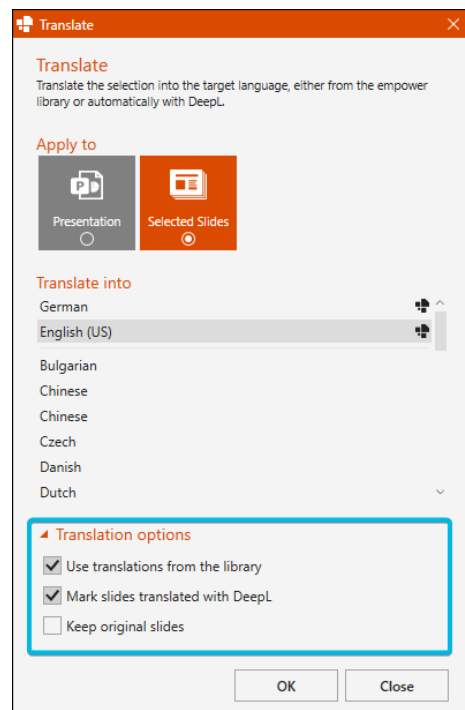 Translate
Translate
Translate the selection into the target language, either from the empower
library or automatically with DeepL.
Apply to
Presentation
Selected Slides
Translate into
German
English (US)
Bulgarian
Chinese
Chinese
Czech
Danish
Dutch
Translation options
Use translations from the library
Mark slides translated with DeepL
Keep original slides
OK
Close